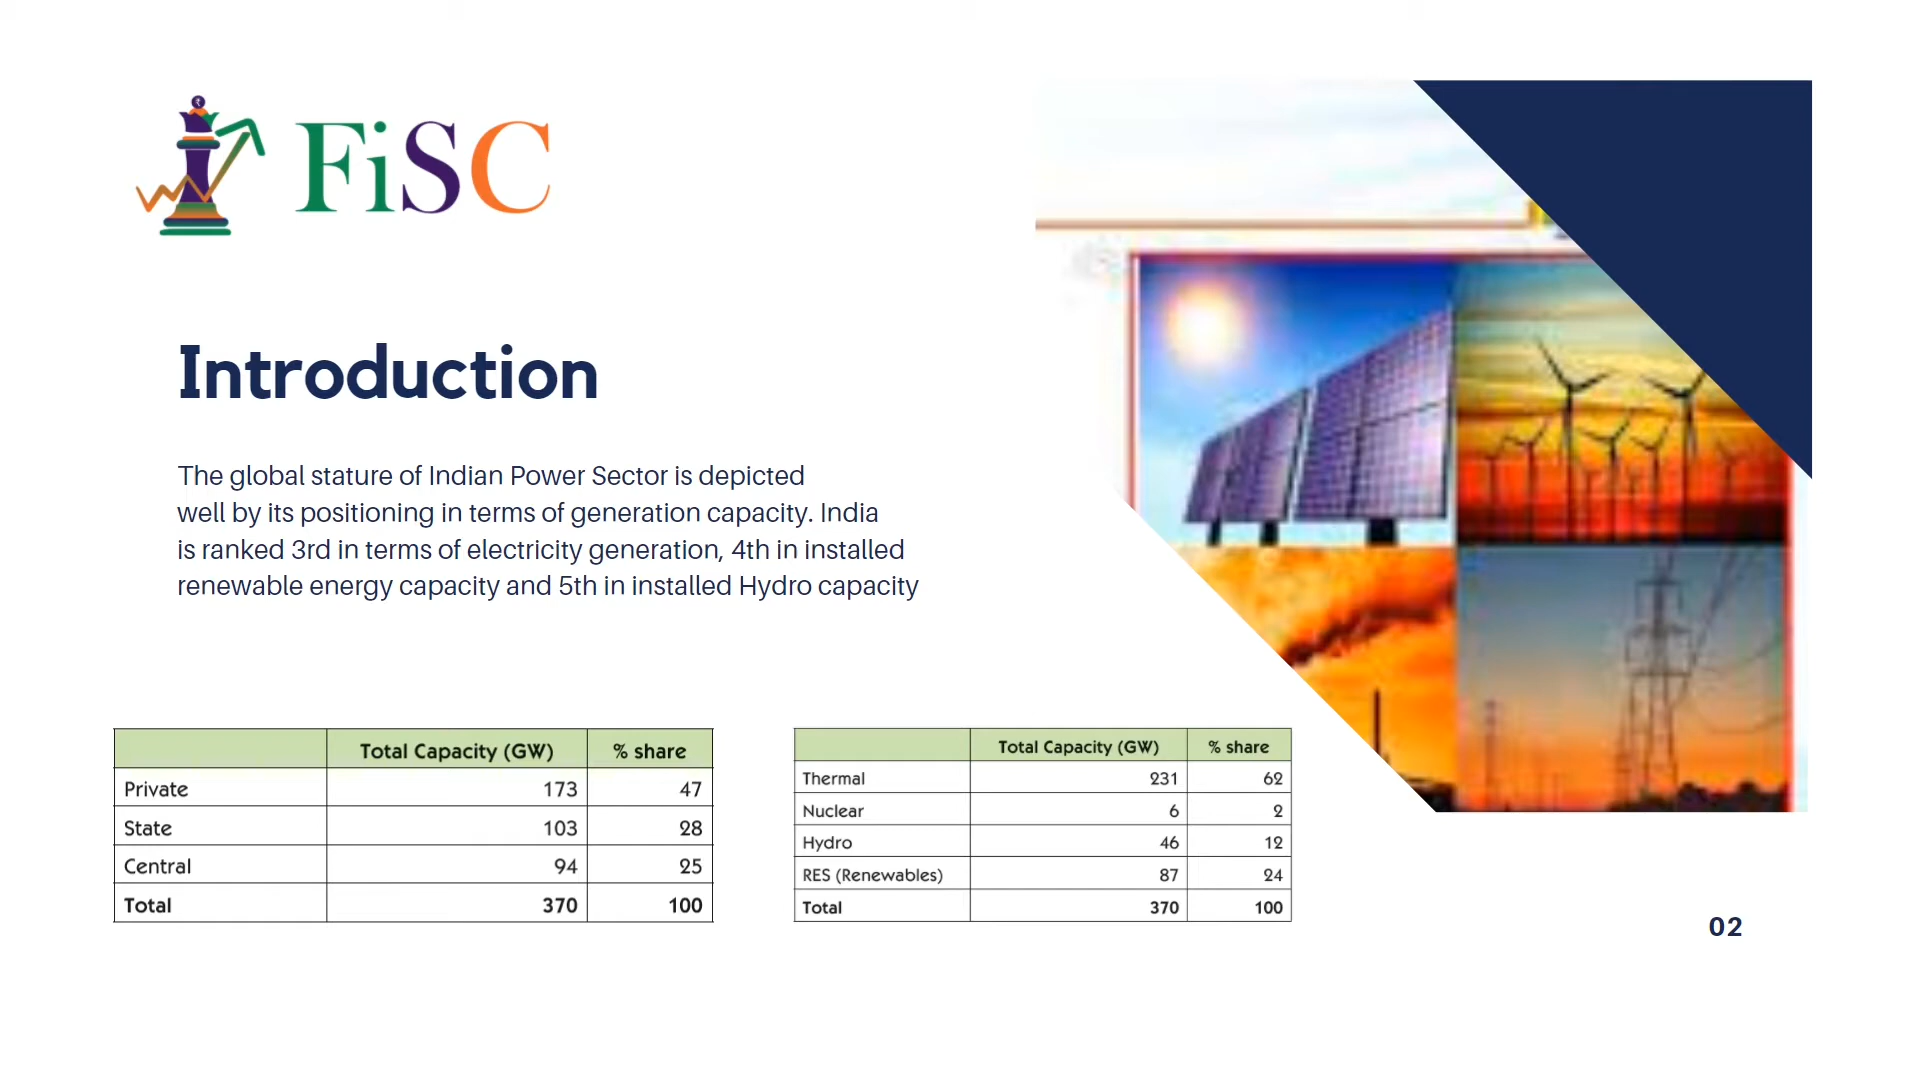 FiSC
Introduction
The global stature of Indian Power Sector is depicted
well by its positioning in terms of generation capacity. India
is ranked 3rd in terms of electricity generation, 4th in installed
renewable energy capacity and 5th in installed Hydro capacity
Total Capacity (GW) % share
Private 173 47
State 103 28
Central 94 25
Total 370 100
Total Capacity (GW) % share
Thermal 231 62
Nuclear 6 2
Hydro 46 12
RES (Renewables) 87 24
Total 370 100
02